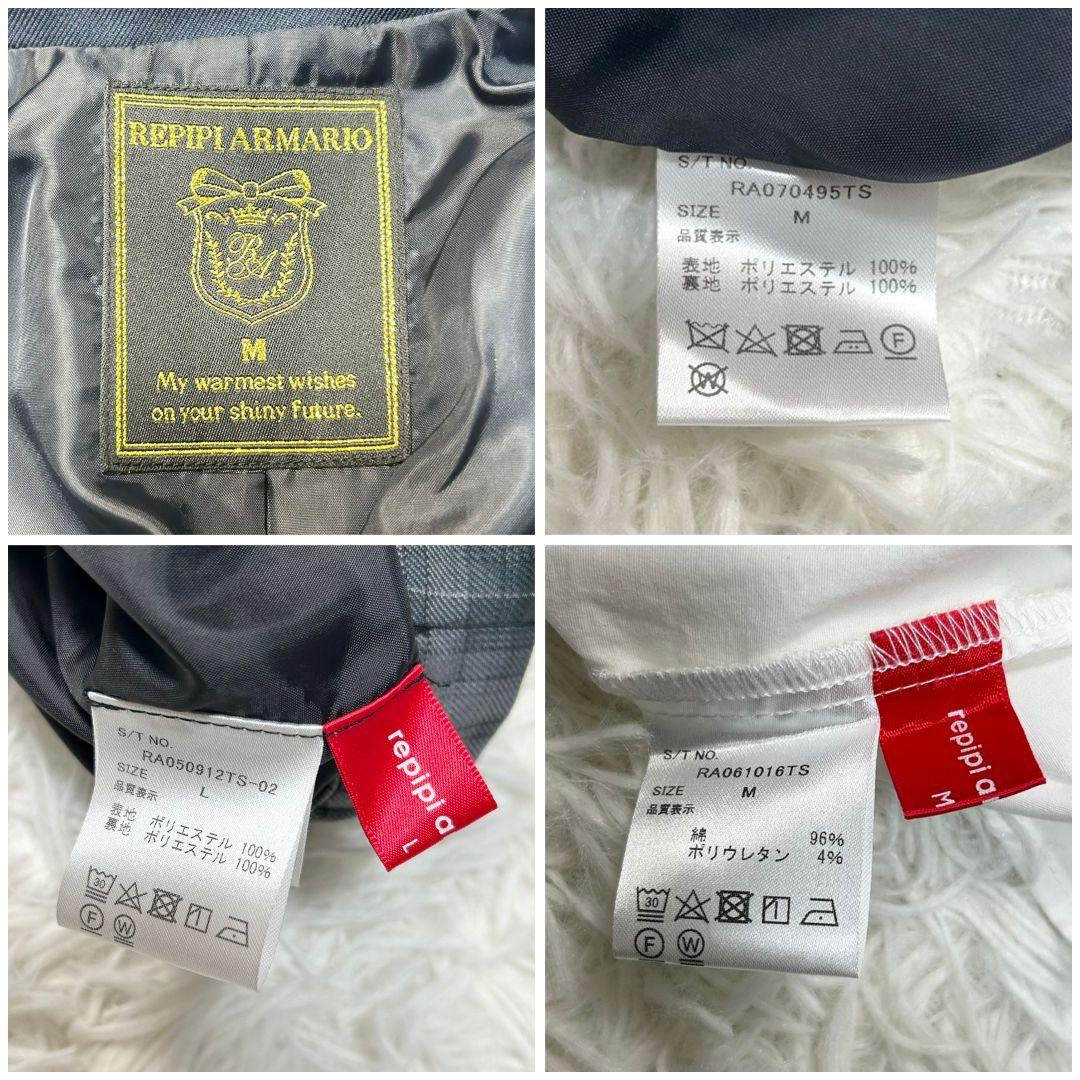 REPIPI ARMARIO
RA
M
My warmest wishes
on your shiny future.
S/T NO.
RA070495TS
SIZE M
品質表示
表地 ポリエステル 100%
裏地 ポリエステル 100%
F
W
S/T NO.
RA050912TS-02
SIZE L
品質表示
表地 ポリエステル 100%
裏地 ポリエステル 100%
30
F W
repipi a
L
S/T NO.
RA061016TS
SIZE M
品質表示
綿 96%
ポリウレタン 4%
30
F W
repipi a
M